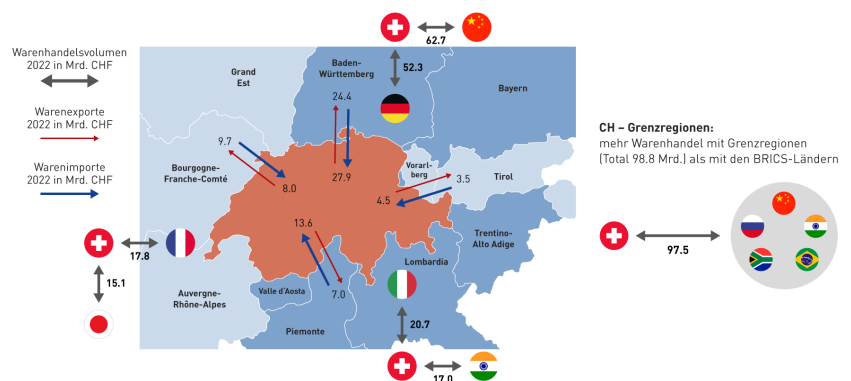 Warenhandelsvolumen
2022 in Mrd. CHF
Warenexporte
2022 in Mrd. CHF
Warenimporte
2022 in Mrd. CHF
62.7
52.3
Grand
Est
Baden-
Württemberg
Bayern
24.4
9.7
Bourgogne-
Franche-Comté
8.0
27.9
Vorarl-
berg
3.5
Tirol
4.5
13.6
Trentino-
Alto Adige
17.8
15.1
Lombardia
Auvergne-
Rhône-Alpes
Valle d'Aosta
7.0
Piemonte
20.7
17.0
CH – Grenzregionen:
mehr Warenhandel mit Grenzregionen
(Total 98.8 Mrd.) als mit den BRICS-Ländern
97.5